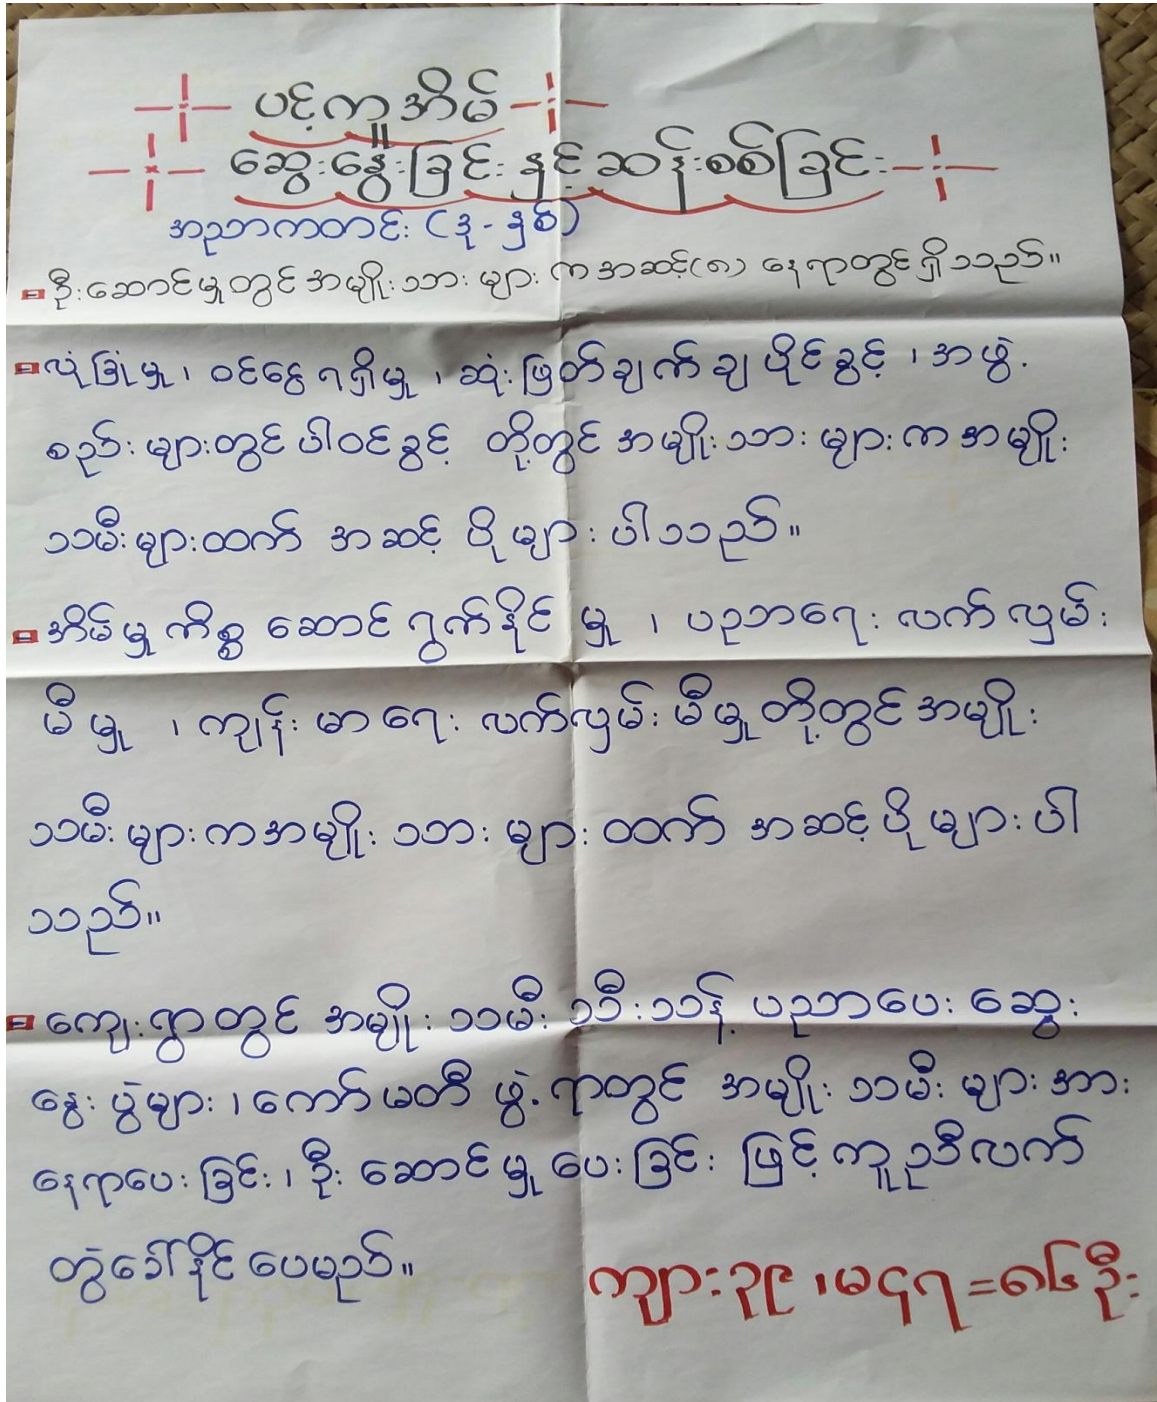 ပင့်ကူအိမ်
ဆွေးနွေးခြင်းနှင့်ဆန်းစစ်ခြင်း
အညာကတင်း (ဒု-နှစ်)
ဦးဆောင်မှုတွင်အမျိုးသားများကအဆင့်(၈) နေရာတွင်ရှိသည်။
လုံခြုံမှု၊ ဝင်ငွေရရှိမှု၊ ဆုံးဖြတ်ချက်ချပိုင်ခွင့်၊ အဖွဲ့
စည်းများတွင်ပါဝင်ခွင့် တို့တွင်အမျိုးသားများကအမျိုး
သမီးများထက် အဆင့်ပိုများပါသည်။
အိမ်မှုကိစ္စဆောင်ရွက်နိုင်မှု၊ ပညာရေးလက်လှမ်း
မီမှု၊ ကျန်းမာရေးလက်လှမ်းမီမှုတို့တွင်အမျိုး
သမီးများကအမျိုးသားများထက် အဆင့်ပိုများပါ
သည်။
ကျေးရွာတွင် အမျိုးသမီးသီးသန့် ပညာပေးဆွေး
နွေးပွဲများ၊ ကော်မတီဖွဲ့ရာတွင် အမျိုးသမီးများအား
နေရာပေးခြင်း၊ ဦးဆောင်မှုပေးခြင်း ဖြင့်ကူညီလက်
တွဲခေါ်နိုင်ပေမည်။
ကျား၃၉၊မ၄၇=၈၆ဦး